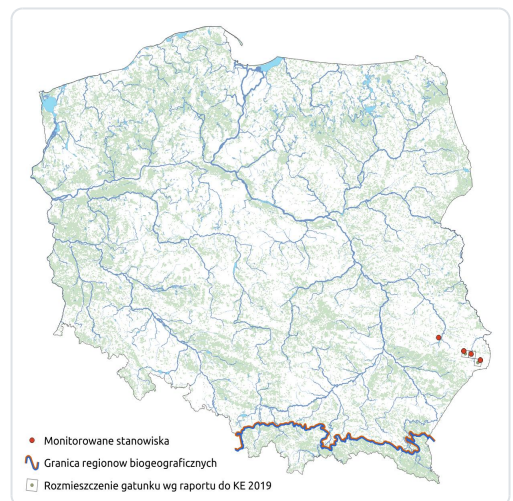 Monitorowane stanowiska
Granica regionow biogeograficznych
Rozmieszczenie gatunku wg raportu do KE 2019